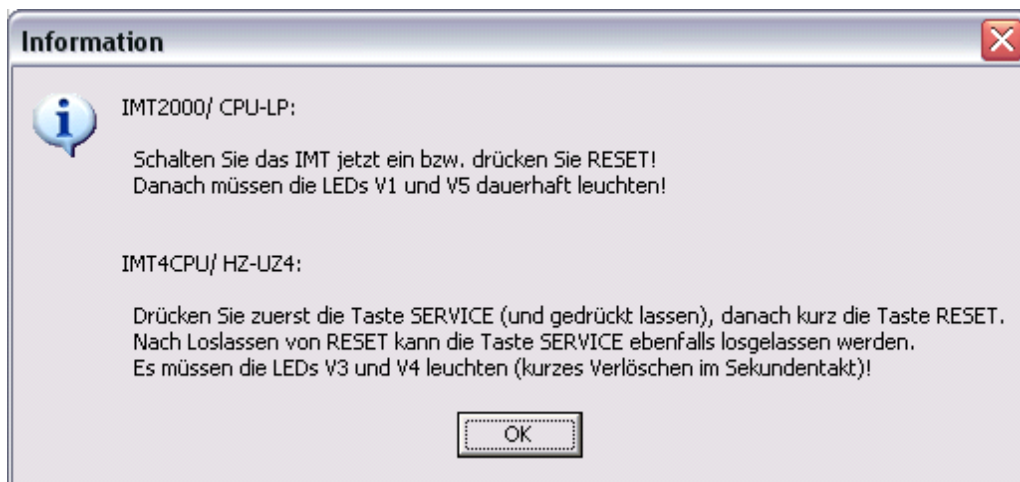 Information
IMT2000/ CPU-LP:
Schalten Sie das IMT jetzt ein bzw. drücken Sie RESET!
Danach müssen die LEDs V1 und V5 dauerhaft leuchten!
IMT4CPU/ HZ-UZ4:
Drücken Sie zuerst die Taste SERVICE (und gedrückt lassen), danach kurz die Taste RESET.
Nach Loslassen von RESET kann die Taste SERVICE ebenfalls losgelassen werden.
Es müssen die LEDs V3 und V4 leuchten (kurzes Verlöschen im Sekundentakt)!
OK